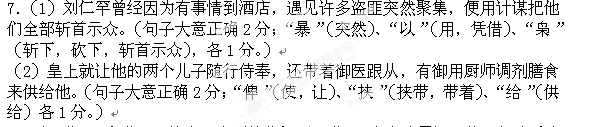 7．（1）刘仁罕曾经因为有事情到酒店，遇见许多盗匪突然聚集，便用计谋把他
们全部斩首示众。（句子大意正确 2 分；“暴 ”（突然）、“以 ”（用，凭借）、“枭 ”
（斩下，砍下，斩首示众），各 1 分。）
（2）皇上就让他的两个儿子随行侍奉，还带着御医跟从，有御用厨师调剂膳食
来供给他。（句子大意正确 2 分；“俾 ”（使，让）、“挟 ”（挟带，带着）、“给 ”（供
给）各 1 分。）